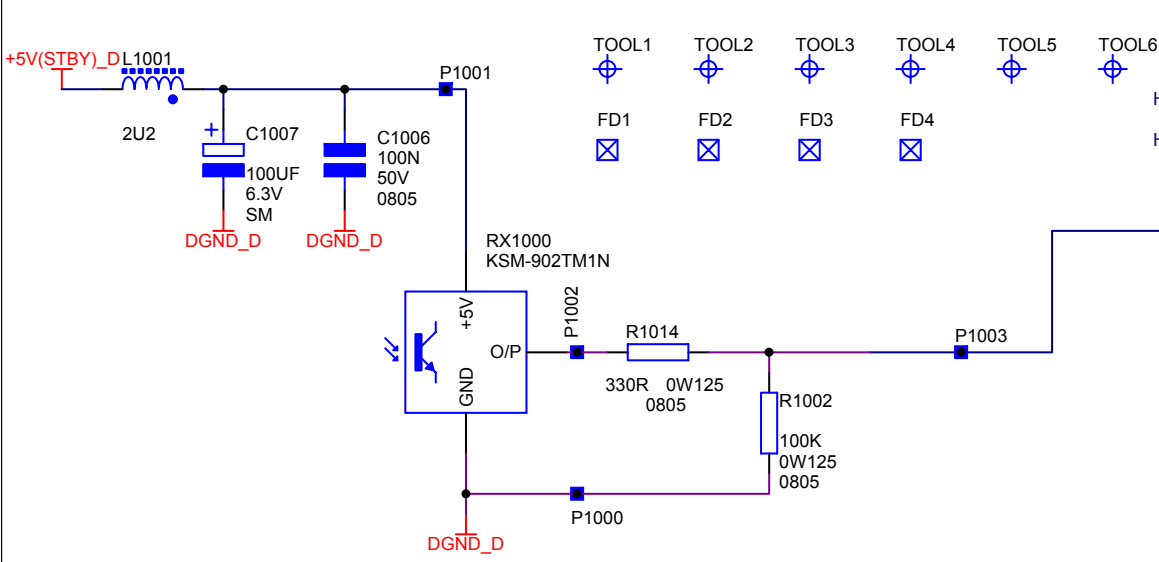 TOOL1 TOOL2 TOOL3 TOOL4 TOOL5 TOOL6
+5V(STBY)_D L1001
P1001
FD1 FD2 FD3 FD4
2U2
C1007
100UF
6.3V
SM
C1006
100N
50V
0805
DGND_D DGND_D
RX1000
KSM-902TM1N
+5V
O/P
GND
P1002
R1014
330R 0W125
0805
P1003
R1002
100K
0W125
0805
P1000
DGND_D